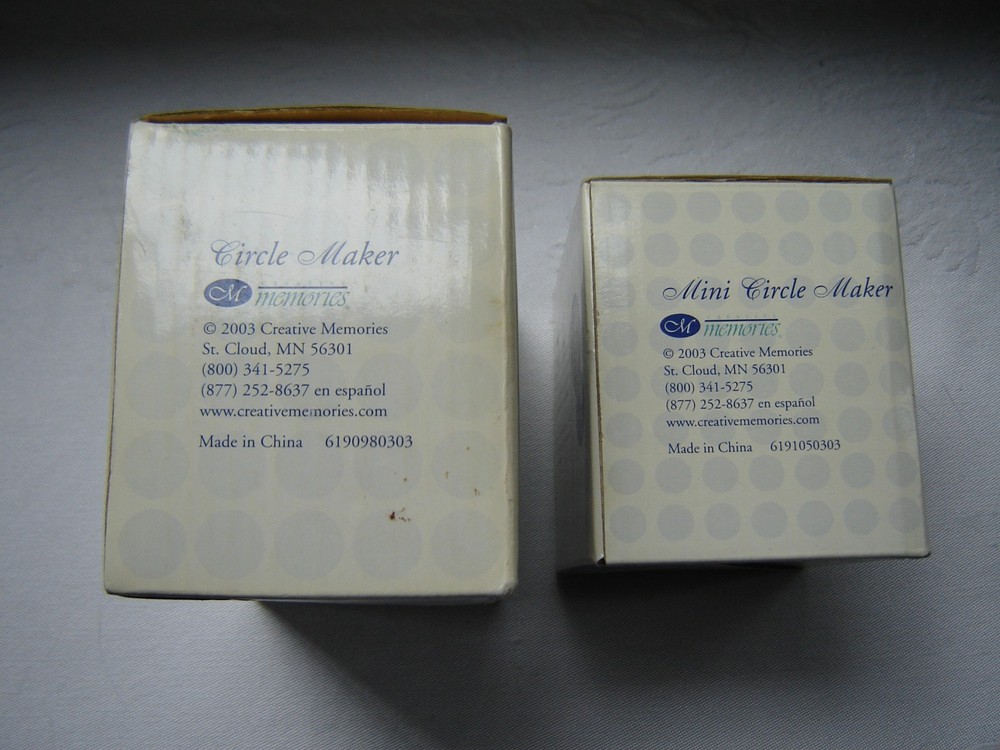 Circle Maker
M memories
© 2003 Creative Memories
St. Cloud, MN 56301
(800) 341-5275
(877) 252-8637 en español
www.creativememories.com
Made in China 6190980303
Mini Circle Maker
M memories
© 2003 Creative Memories
St. Cloud, MN 56301
(800) 341-5275
(877) 252-8637 en español
www.creativememories.com
Made in China 6191050303